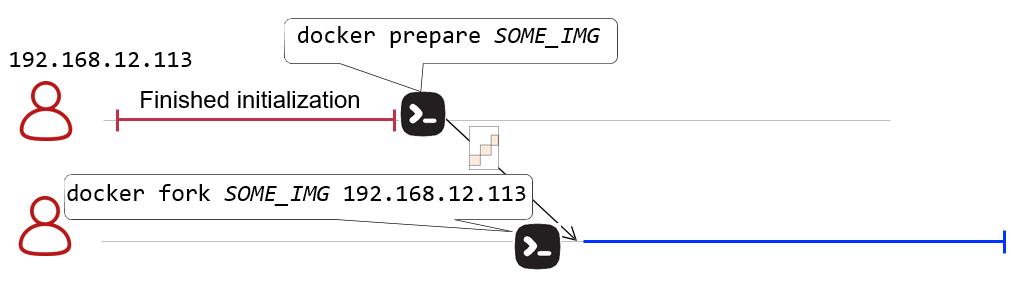 docker prepare SOME_IMG
192.168.12.113
Finished initialization
docker fork SOME_IMG 192.168.12.113